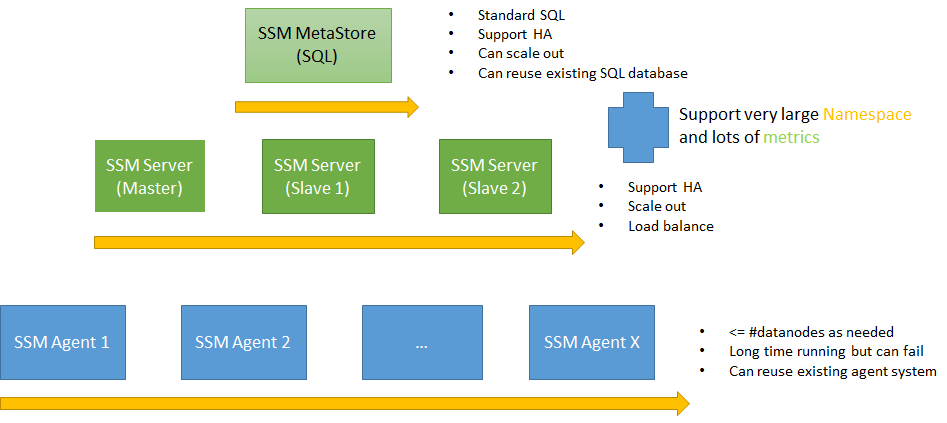 SSM MetaStore
(SQL)
• Standard SQL
• Support HA
• Can scale out
• Can reuse existing SQL database
Support very large Namespace
and lots of metrics
SSM Server
(Master)
SSM Server
(Slave 1)
SSM Server
(Slave 2)
• Support HA
• Scale out
• Load balance
SSM Agent 1
SSM Agent 2
...
SSM Agent X
• <= #datanodes as needed
• Long time running but can fail
• Can reuse existing agent system